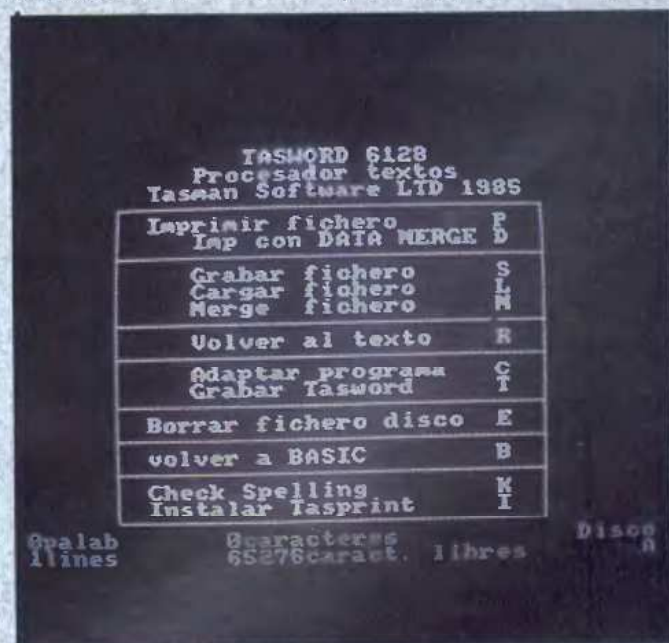 TASWORD 6128
Procesador textos
Tasman Software LTD 1985
Imprimir fichero P
Imp con DATA MERGE D
Grabar fichero S
Cargar fichero L
Merge fichero M
Volver al texto R
Adaptar programa C
Grabar Tasword T
Borrar fichero disco E
volver a BASIC B
Check Spelling K
Instalar Tasprint I
0palab 0caracteres Disco
1lines 65276caract. libres A